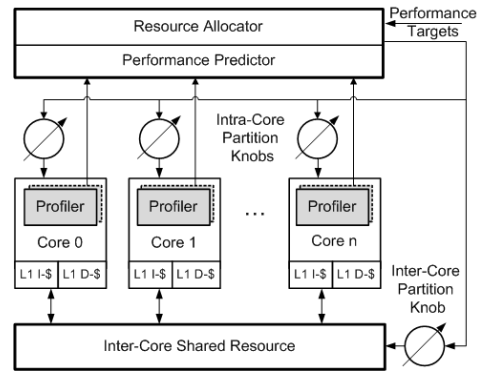 Resource Allocator
Performance
Targets
Performance Predictor
Intra-Core
Partition
Knobs
Profiler
Profiler
Profiler
...
Core 0
Core 1
Core n
L1 I-$
L1 D-$
L1 I-$
L1 D-$
L1 I-$
L1 D-$
Inter-Core
Partition
Knob
Inter-Core Shared Resource